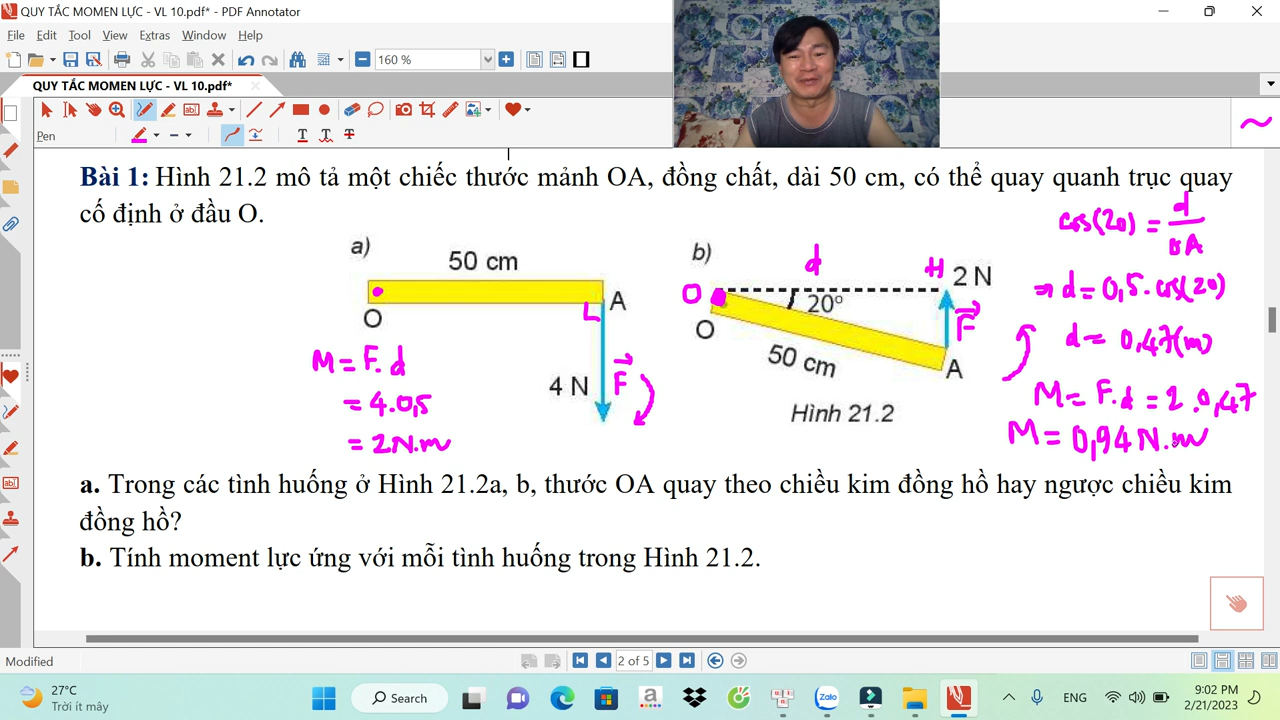 QUY TẮC MOMEN LỰC - VL 10.pdf* - PDF Annotator
File Edit Tool View Extras Window Help
160 %
QUY TẮC MOMEN LỰC - VL 10.pdf*
Pen
Bài 1: Hình 21.2 mô tả một chiếc thước mảnh OA, đồng chất, dài 50 cm, có thể quay quanh trục quay
cố định ở đầu O.
a)
50 cm
O
A
4 N
F
M = F.d
= 4.0,5
= 2N.m
b)
d
H
2 N
O
20°
F
O
50 cm
A
Hình 21.2
cos(20) = d/OA
⇒ d = 0,5.cos(20)
d = 0,47(m)
M = F.d = 2.0,47
M = 0,94N.m
a. Trong các tình huống ở Hình 21.2a, b, thước OA quay theo chiều kim đồng hồ hay ngược chiều kim
đồng hồ?
b. Tính moment lực ứng với mỗi tình huống trong Hình 21.2.
Modified
2 of 5
27°C
Trời ít mây
Search
Zalo
ENG
9:02 PM
2/21/2023